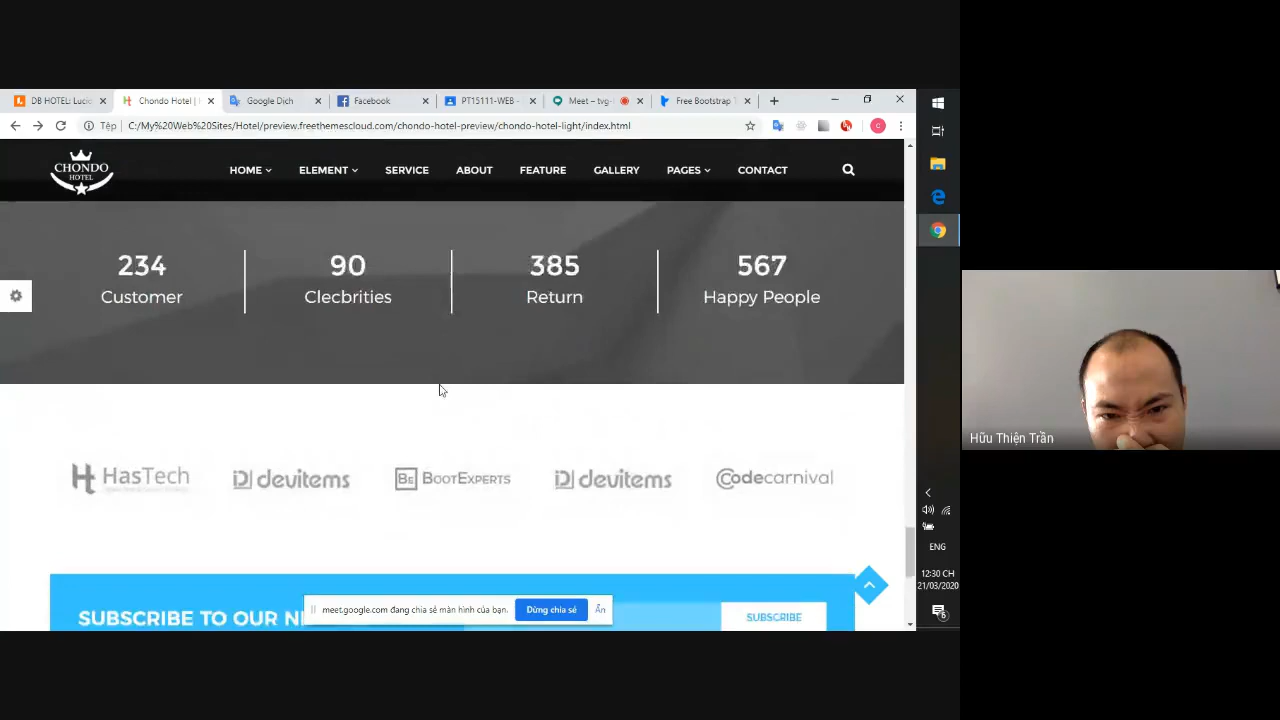 DB HOTEL: Lucio
Chondo Hotel |
Google Dịch
Facebook
PT15111-WEB -
Meet – tvg-
Free Bootstrap
Tệp
C:/My%20Web%20Sites/Hotel/preview.freethemescloud.com/chondo-hotel-preview/chondo-hotel-light/index.html
CHONDO
HOTEL
HOME
ELEMENT
SERVICE
ABOUT
FEATURE
GALLERY
PAGES
CONTACT
234
90
385
567
Customer
Clecbrities
Return
Happy People
HasTech
devitems
BE BOOTEXPERTS
devitems
Codecarnival
SUBSCRIBE TO OUR
SUBSCRIBE
meet.google.com đang chia sẻ màn hình của bạn.
Dừng chia sẻ
Ẩn
ENG
12:30 CH
21/03/2020
Hữu Thiện Trần